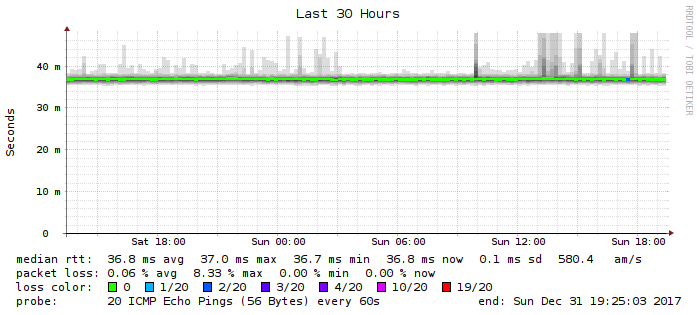 Last 30 Hours
RRDTOOL / TOBI OETIKER
Seconds
40 m
30 m
20 m
10 m
0
Sat 18:00 Sun 00:00 Sun 06:00 Sun 12:00 Sun 18:00
median rtt: 36.8 ms avg 37.0 ms max 36.7 ms min 36.8 ms now 0.1 ms sd 580.4 am/s
packet loss: 0.06 % avg 8.33 % max 0.00 % min 0.00 % now
loss color: 0 1/20 2/20 3/20 4/20 10/20 19/20
probe: 20 ICMP Echo Pings (56 Bytes) every 60s end: Sun Dec 31 19:25:03 2017